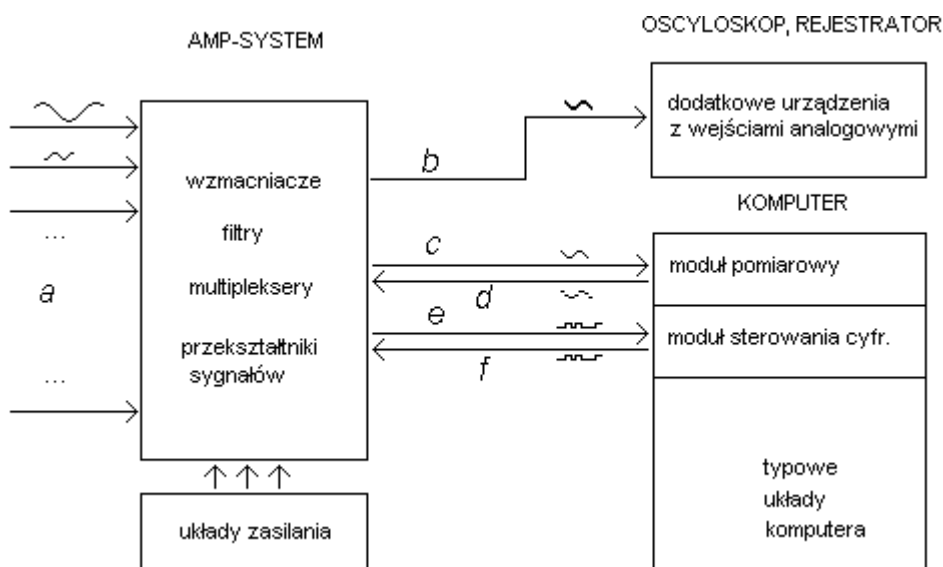 AMP-SYSTEM
OSCYLOSKOP, REJESTRATOR
dodatkowe urządzenia
z wejściami analogowymi
wzmacniacze
filtry
multipleksery
przekształtniki
sygnałów
...
a
...
b
c
d
e
f
KOMPUTER
moduł pomiarowy
moduł sterowania cyfr.
typowe
układy
komputera
układy zasilania